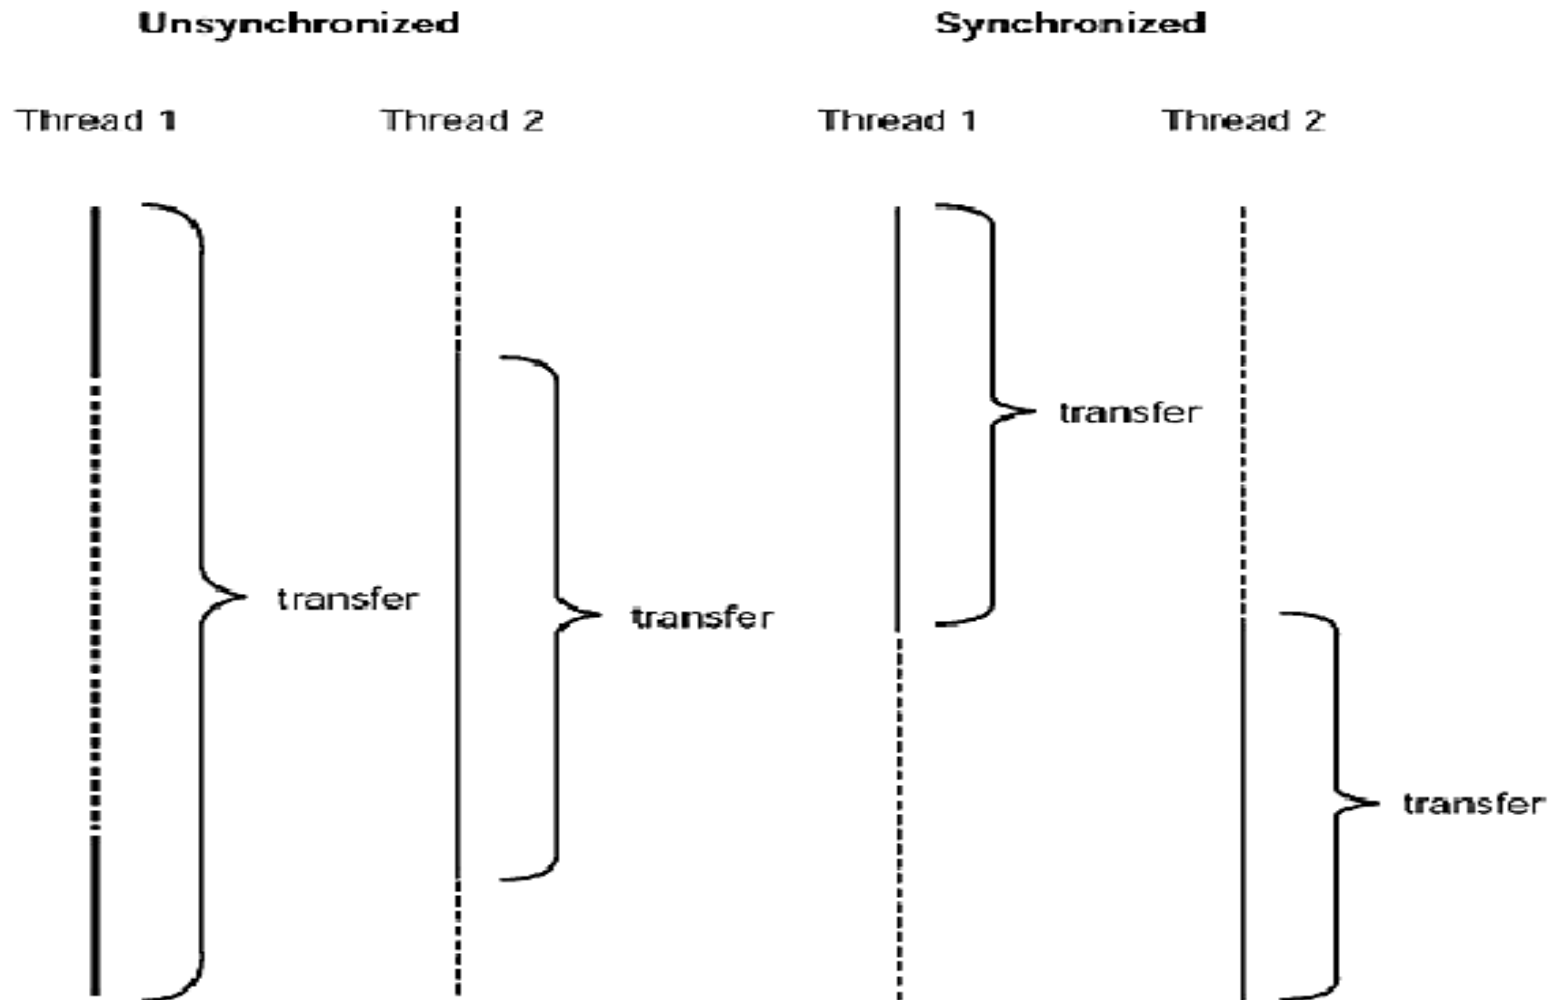 Unsynchronized
Synchronized
Thread 1
Thread 2
Thread 1
Thread 2
transfer
transfer
transfer
transfer